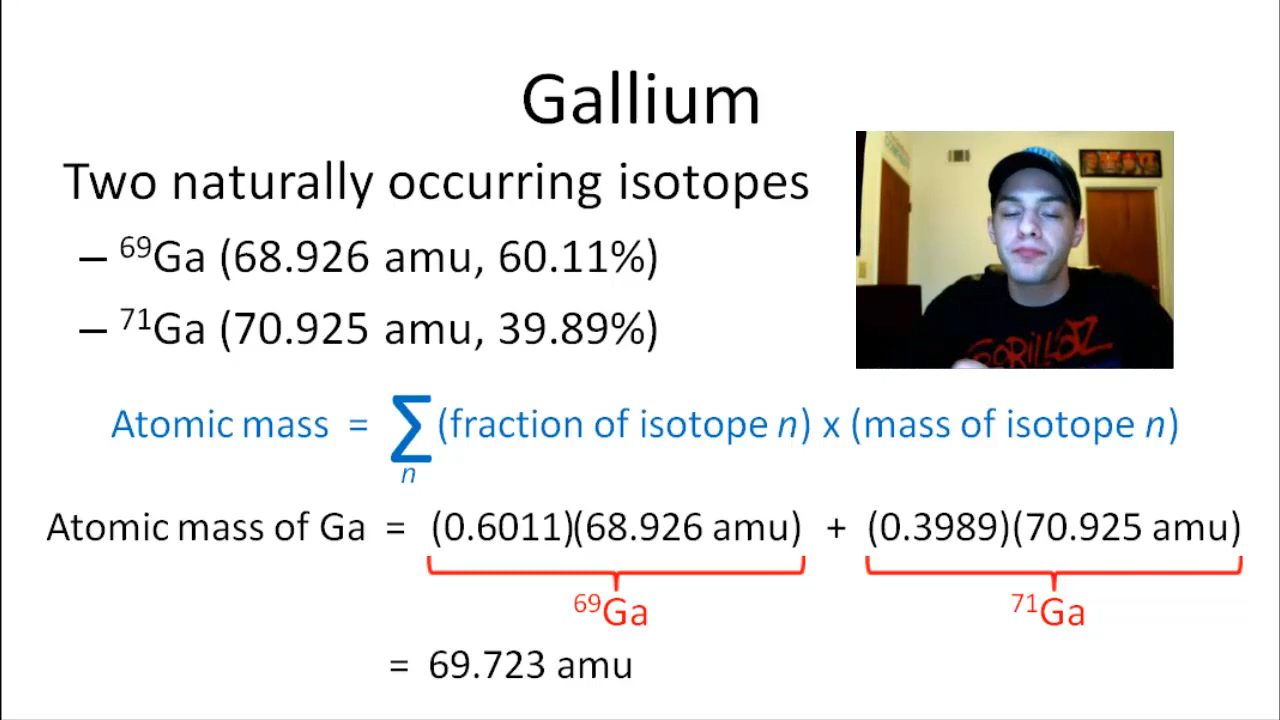 Gallium
Two naturally occurring isotopes
– ⁶⁹Ga (68.926 amu, 60.11%)
– ⁷¹Ga (70.925 amu, 39.89%)
GORILLAZ
Atomic mass = ∑ (fraction of isotope n) x (mass of isotope n)
n
Atomic mass of Ga = (0.6011)(68.926 amu) + (0.3989)(70.925 amu)
⁶⁹Ga ⁷¹Ga
= 69.723 amu